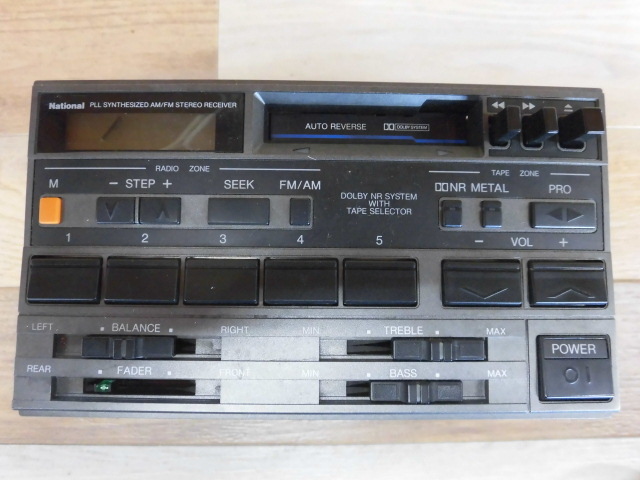 National PLL SYNTHESIZED AM/FM STEREO RECEIVER
AUTO REVERSE DOLBY SYSTEM
RADIO ZONE
TAPE ZONE
M - STEP + SEEK FM/AM
DOLBY NR SYSTEM
WITH
TAPE SELECTOR
NR METAL PRO
1 2 3 4 5
- VOL +
LEFT BALANCE RIGHT MIN TREBLE MAX
REAR FADER FRONT MIN BASS MAX
POWER